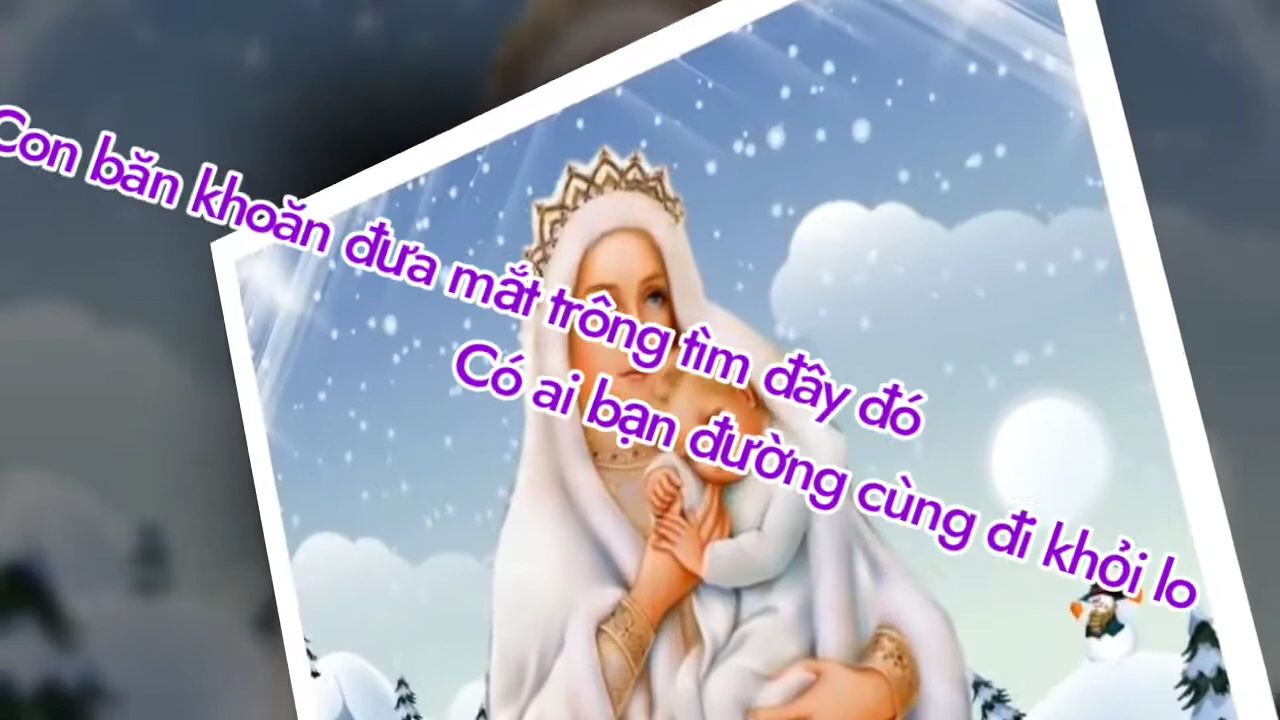 Con băn khoăn đưa mắt trông tìm đây đó
Có ai bạn đường cùng đi khỏi lo